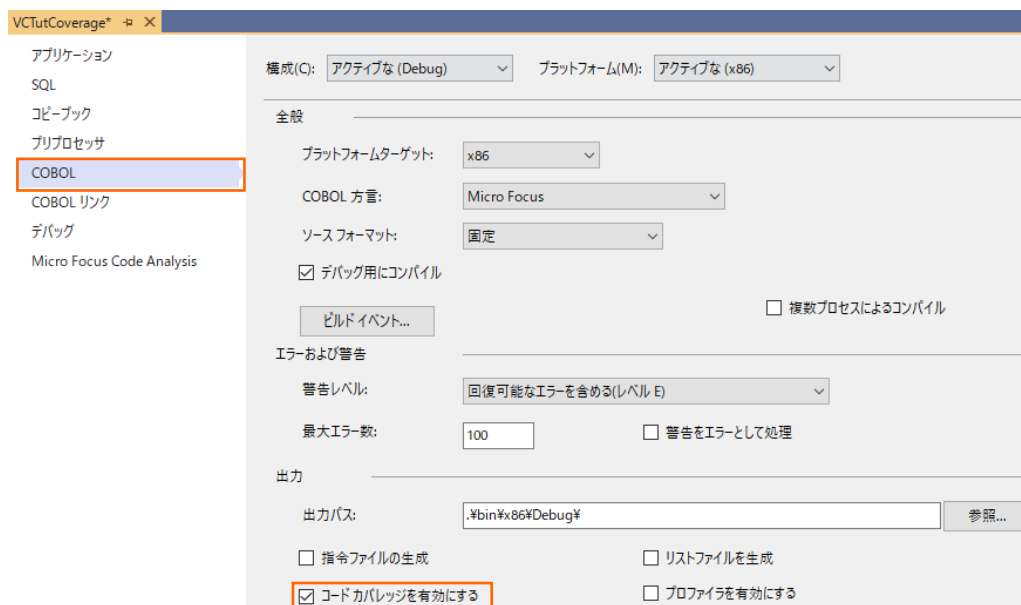 VCTutCoverage*
アプリケーション
SQL
コピーブック
プリプロセッサ
COBOL
COBOL リンク
デバッグ
Micro Focus Code Analysis
構成(C): アクティブな (Debug) プラットフォーム(M): アクティブな (x86)
全般
プラットフォームターゲット: x86
COBOL 方言: Micro Focus
ソース フォーマット: 固定
デバッグ用にコンパイル
複数プロセスによるコンパイル
ビルド イベント...
エラーおよび警告
警告レベル: 回復可能なエラーを含める(レベル E)
最大エラー数: 100 警告をエラーとして処理
出力
出力パス: .¥bin¥x86¥Debug¥ 参照...
指令ファイルの生成 リストファイルを生成
コード カバレッジを有効にする プロファイラを有効にする